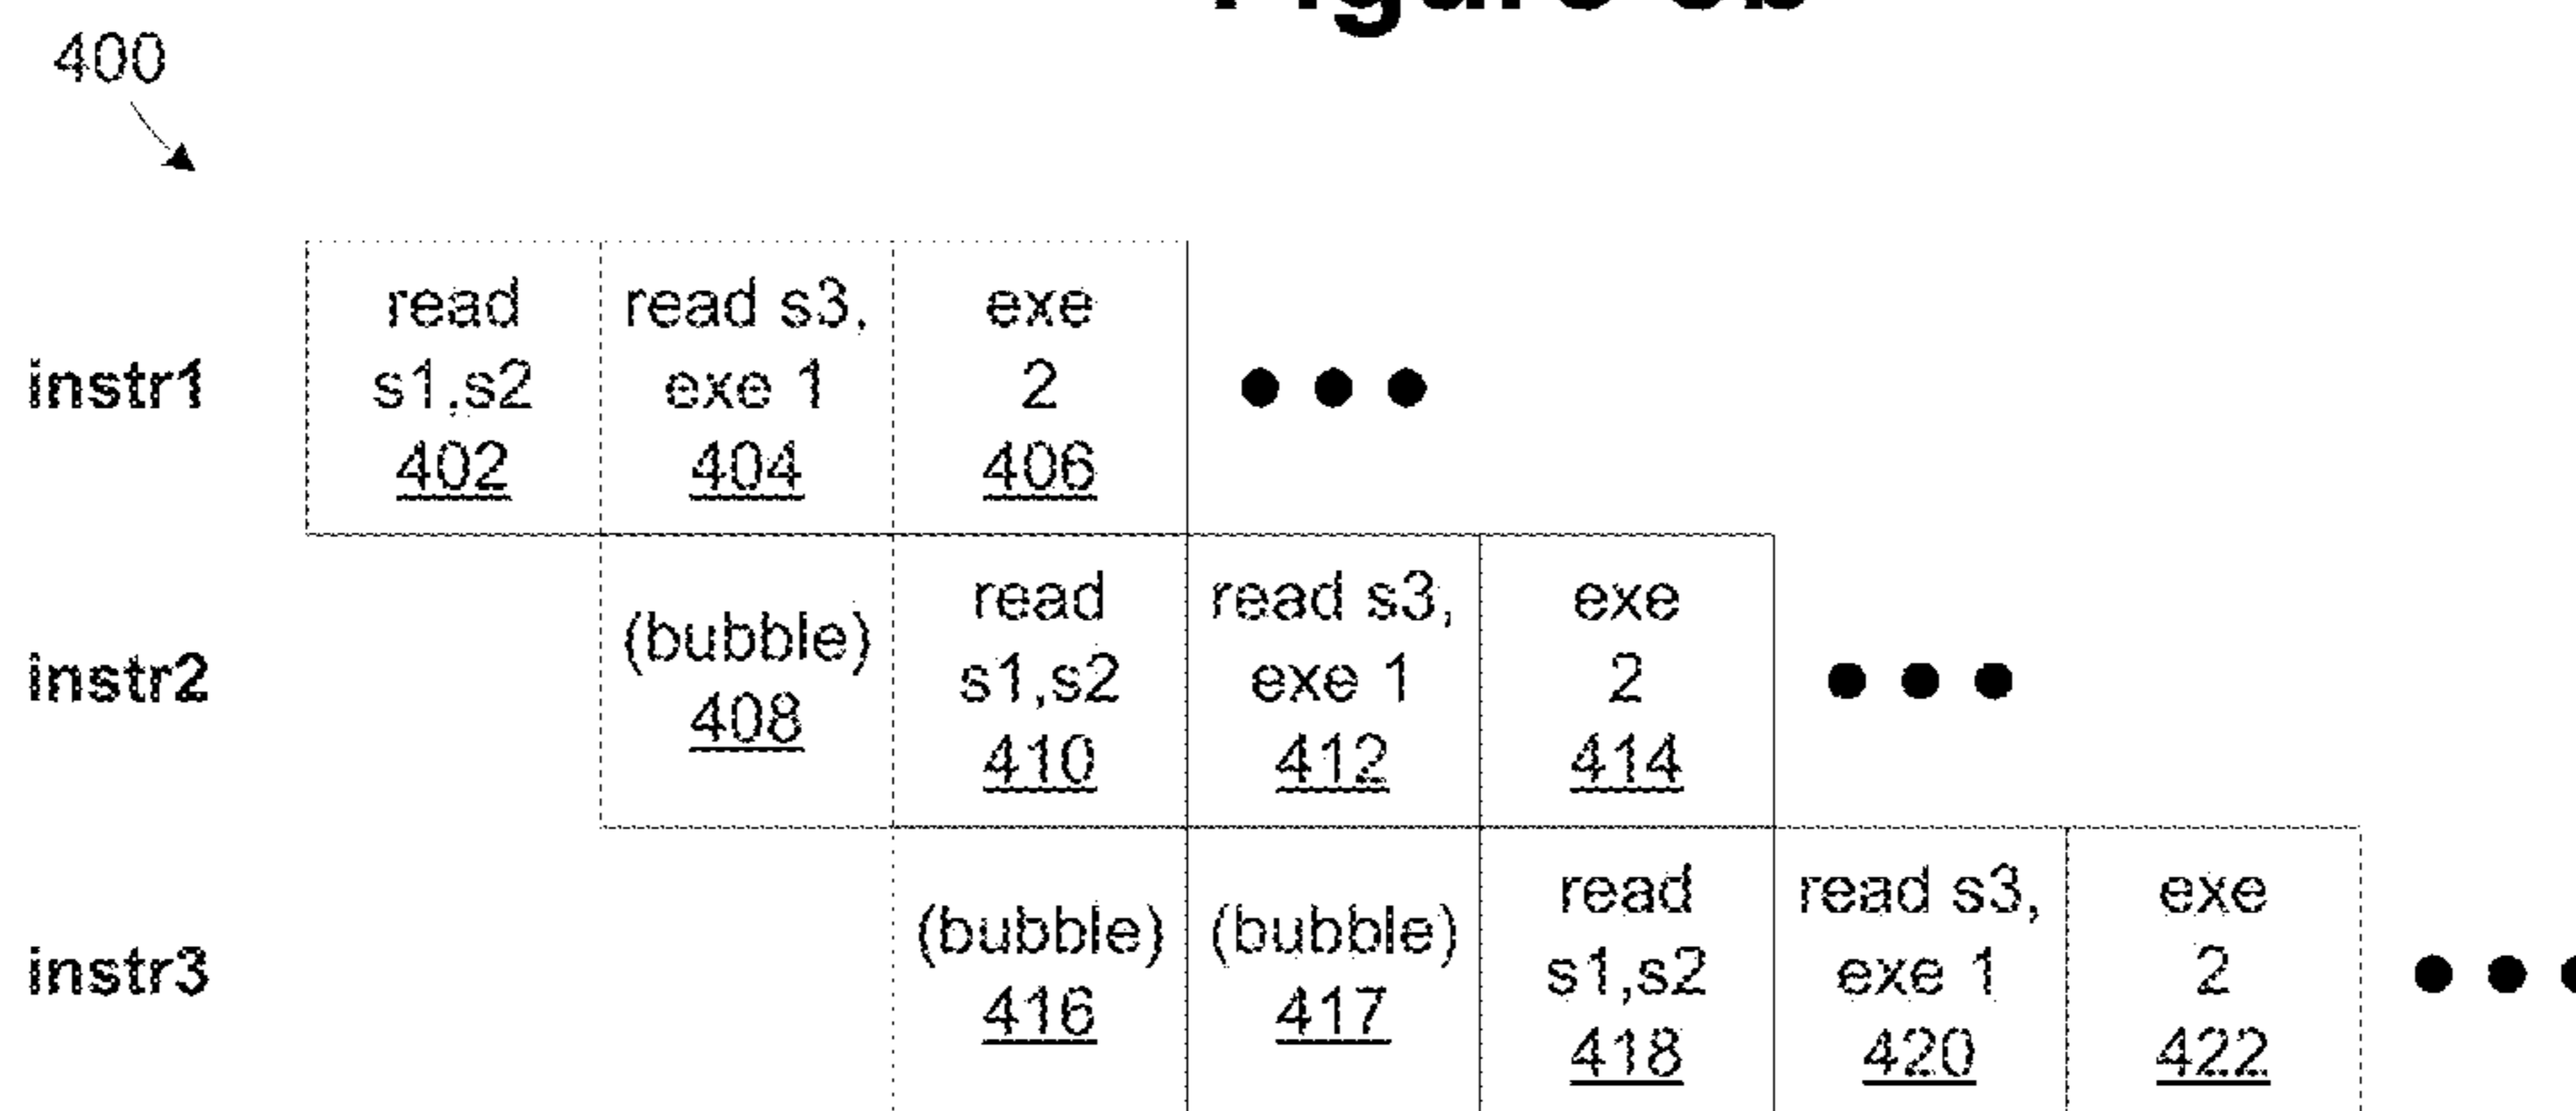 400
instr1
read
s1,s2
402
read s3,
exe 1
404
exe
2
406
instr2
(bubble)
408
read
s1,s2
410
read s3,
exe 1
412
exe
2
414
instr3
(bubble)
416
(bubble)
417
read
s1,s2
418
read s3,
exe 1
420
exe
2
422